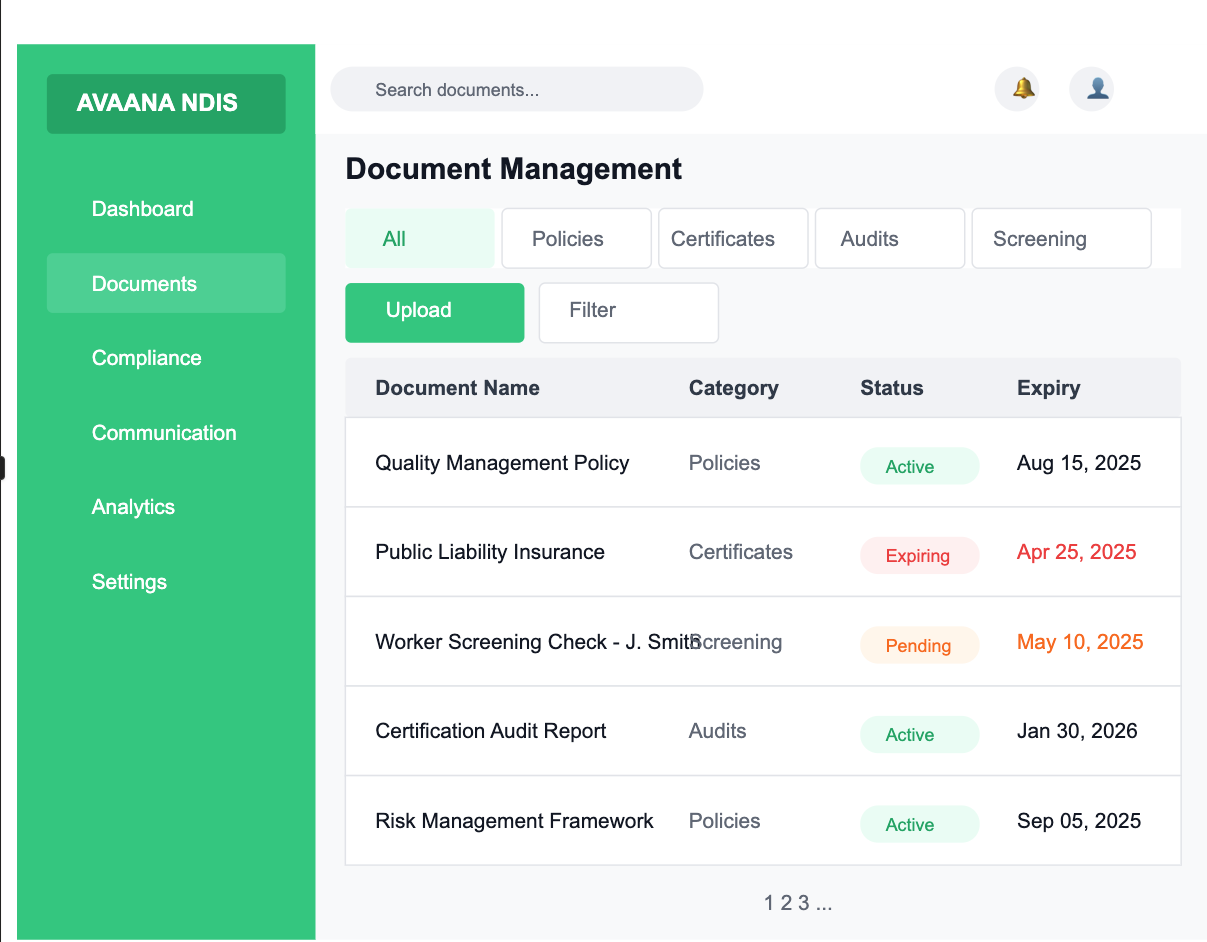 AVAANA NDIS
Search documents...
Dashboard
Documents
Compliance
Communication
Analytics
Settings
Document Management
All Policies Certificates Audits Screening
Upload Filter
Document Name Category Status Expiry
Quality Management Policy Policies Active Aug 15, 2025
Public Liability Insurance Certificates Expiring Apr 25, 2025
Worker Screening Check - J. Smith Screening Pending May 10, 2025
Certification Audit Report Audits Active Jan 30, 2026
Risk Management Framework Policies Active Sep 05, 2025
1 2 3 ...